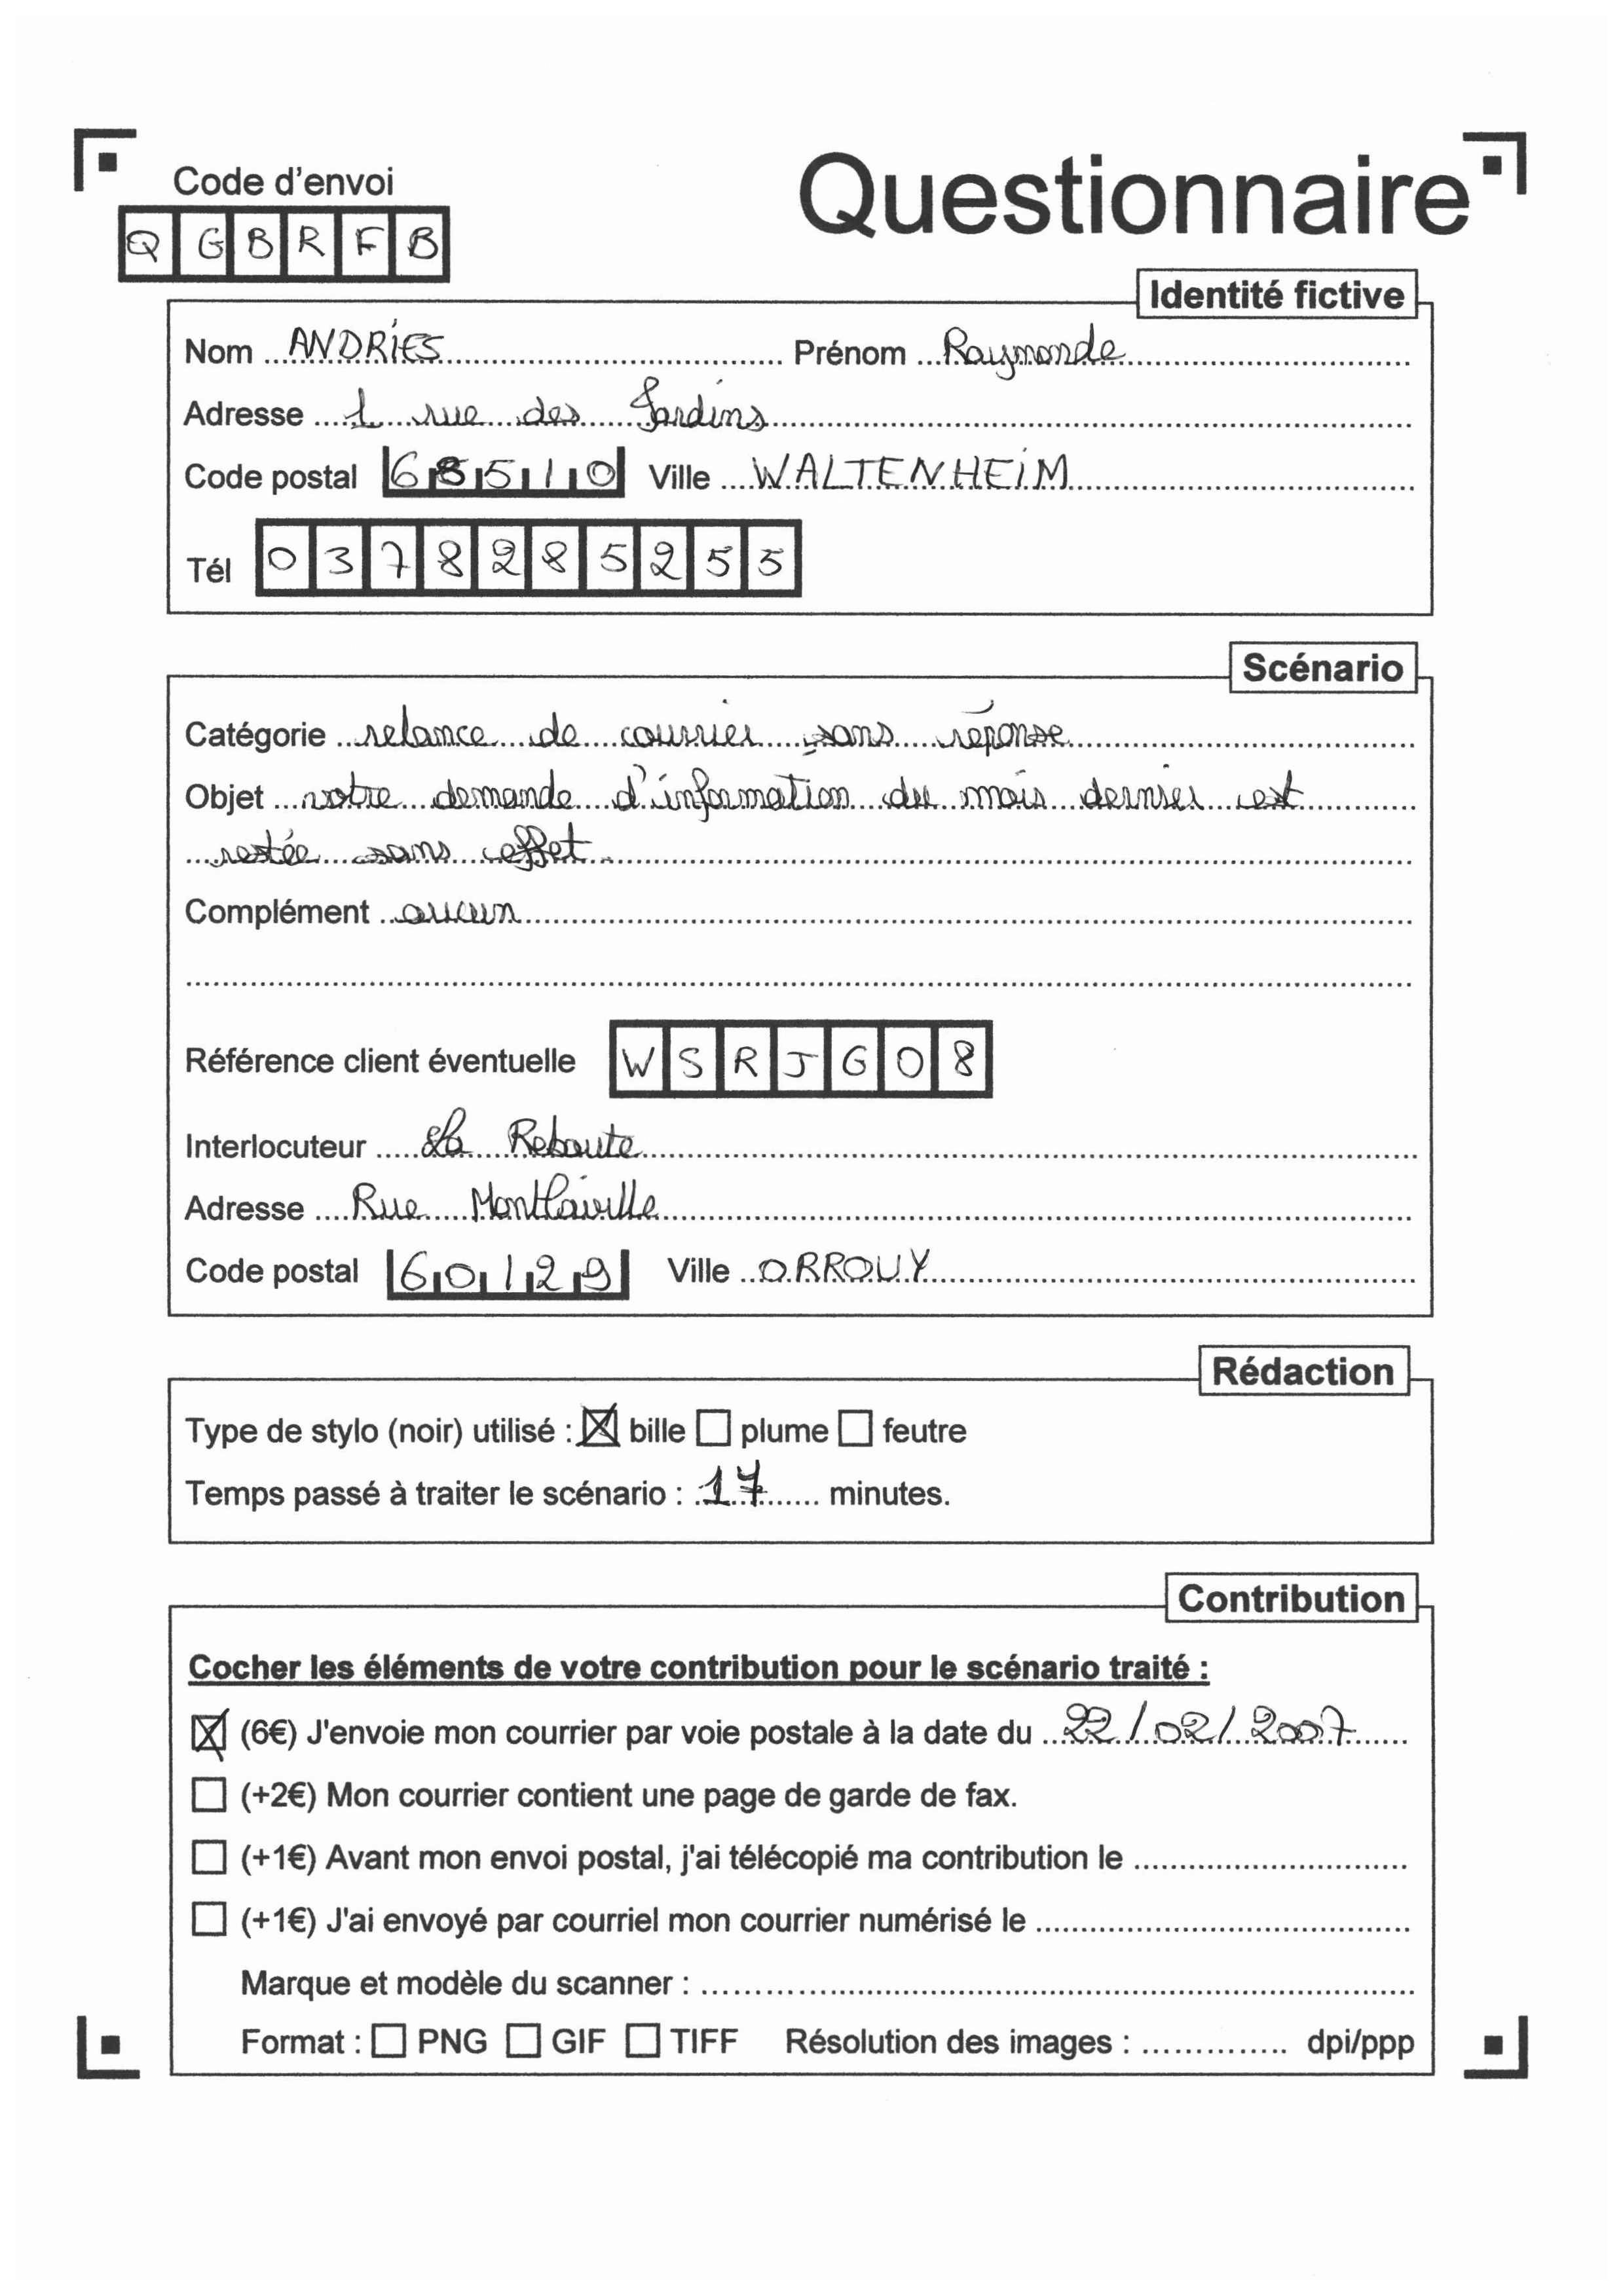 Code d'envoi
Questionnaire
Q G B R F B
Identité fictive
Nom ANDRIES Prénom Raymonde
Adresse 1 rue des Jardins
Code postal 68510 Ville WALTENHEIM
Tél 0378285255
Scénario
Catégorie relance de courrier sans réponse
Objet votre demande d'information du mois dernier est
restée sans effet.
Complément aucun
Référence client éventuelle WSRJG08
Interlocuteur La Reboute
Adresse Rue Montlaiville
Code postal 60129 Ville ORROUY
Rédaction
Type de stylo (noir) utilisé : ☒ bille ☐ plume ☐ feutre
Temps passé à traiter le scénario : 17 minutes.
Contribution
Cocher les éléments de votre contribution pour le scénario traité :
☒ (6€) J'envoie mon courrier par voie postale à la date du 22/02/2007
☐ (+2€) Mon courrier contient une page de garde de fax.
☐ (+1€) Avant mon envoi postal, j'ai télécopié ma contribution le
☐ (+1€) J'ai envoyé par courriel mon courrier numérisé le
Marque et modèle du scanner :
Format : ☐ PNG ☐ GIF ☐ TIFF Résolution des images : dpi/ppp